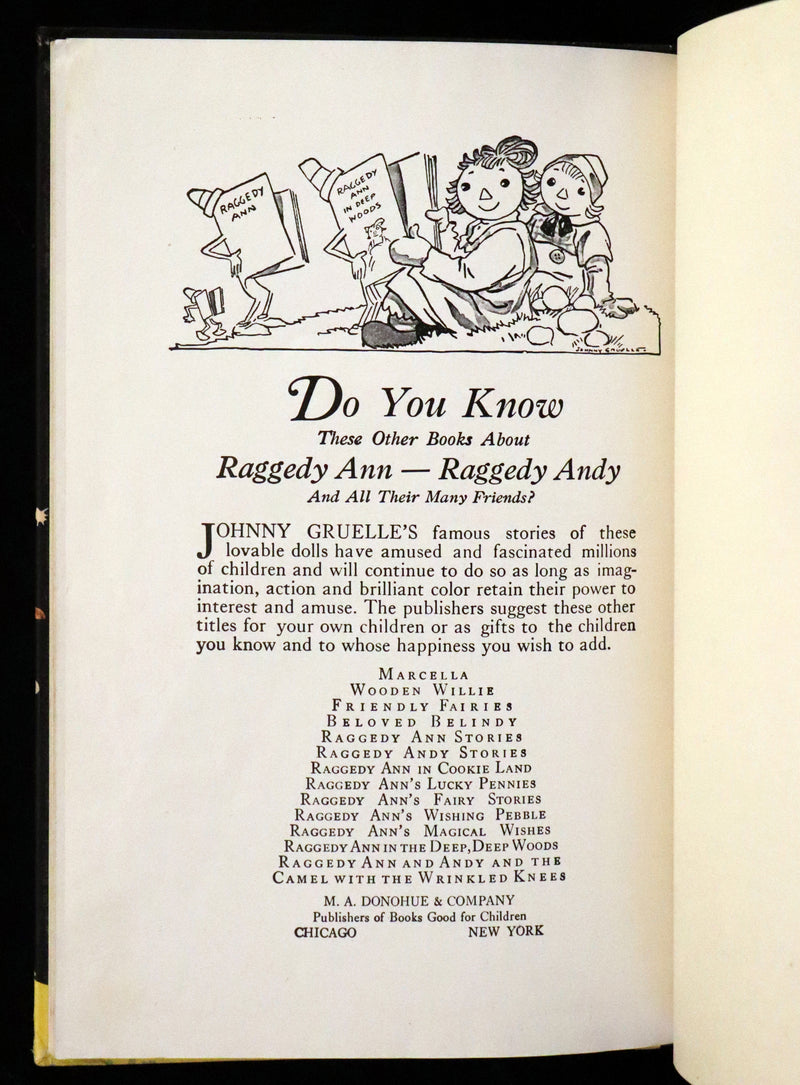 RAGGEDY
ANN
RAGGEDY
ANN
IN DEEP
WOODS
JOHNNY GRUELLE
Do You Know
These Other Books About
Raggedy Ann — Raggedy Andy
And All Their Many Friends?
JOHNNY GRUELLE'S famous stories of these
lovable dolls have amused and fascinated millions
of children and will continue to do so as long as imag-
ination, action and brilliant color retain their power to
interest and amuse. The publishers suggest these other
titles for your own children or as gifts to the children
you know and to whose happiness you wish to add.
MARCELLA
WOODEN WILLIE
FRIENDLY FAIRIES
BELOVED BELINDY
RAGGEDY ANN STORIES
RAGGEDY ANDY STORIES
RAGGEDY ANN IN COOKIE LAND
RAGGEDY ANN'S LUCKY PENNIES
RAGGEDY ANN'S FAIRY STORIES
RAGGEDY ANN'S WISHING PEBBLE
RAGGEDY ANN'S MAGICAL WISHES
RAGGEDY ANN IN THE DEEP, DEEP WOODS
RAGGEDY ANN AND ANDY AND THE
CAMEL WITH THE WRINKLED KNEES
M. A. DONOHUE & COMPANY
Publishers of Books Good for Children
CHICAGO NEW YORK